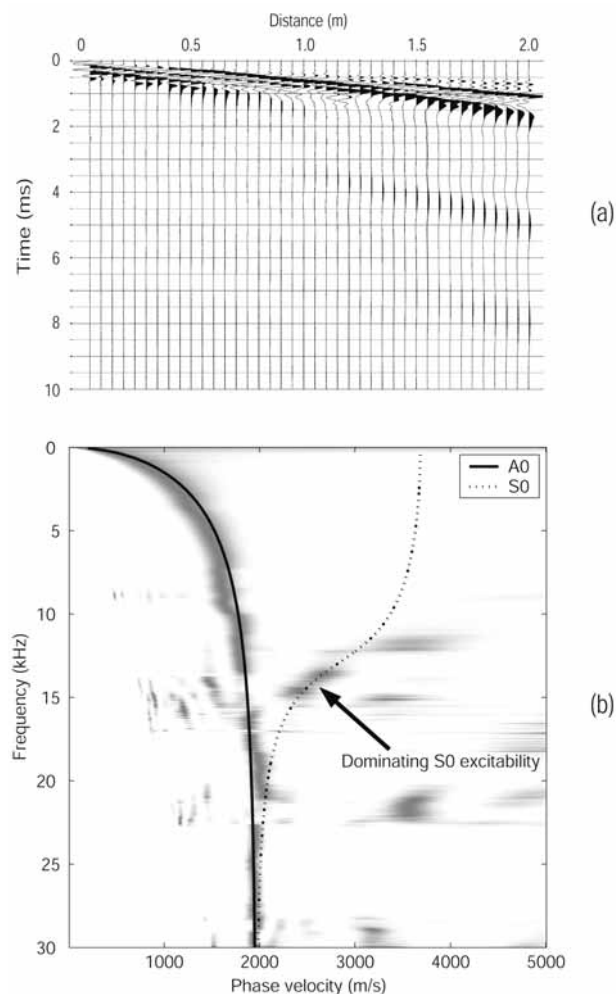 Distance (m)
0 0.5 1.0 1.5 2.0
0
2
4
6
8
10
Time (ms)
(a)
0
5
10
15
20
25
30
Frequency (kHz)
A0
S0
Dominating S0 excitability
(b)
1000 2000 3000 4000 5000
Phase velocity (m/s)